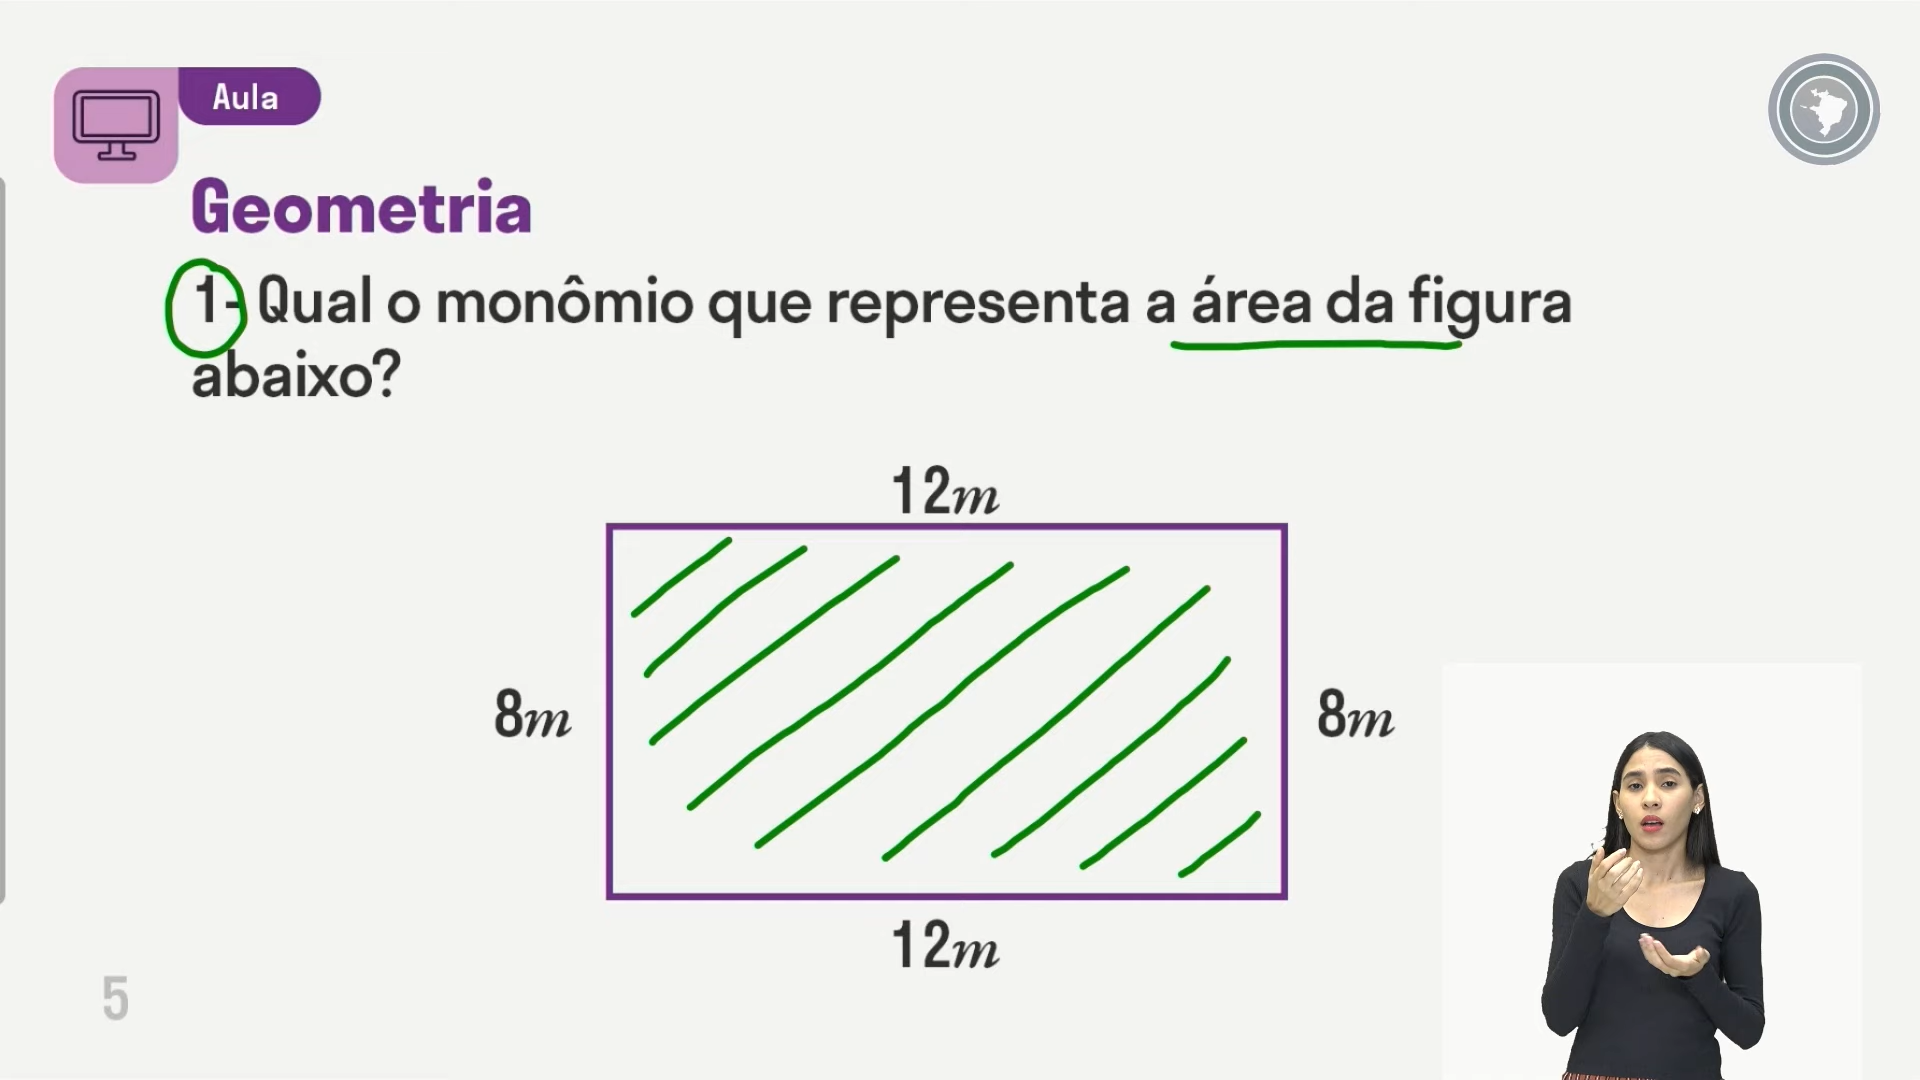 Aula
Geometria
1- Qual o monômio que representa a área da figura
abaixo?
12m
8m
8m
12m
5